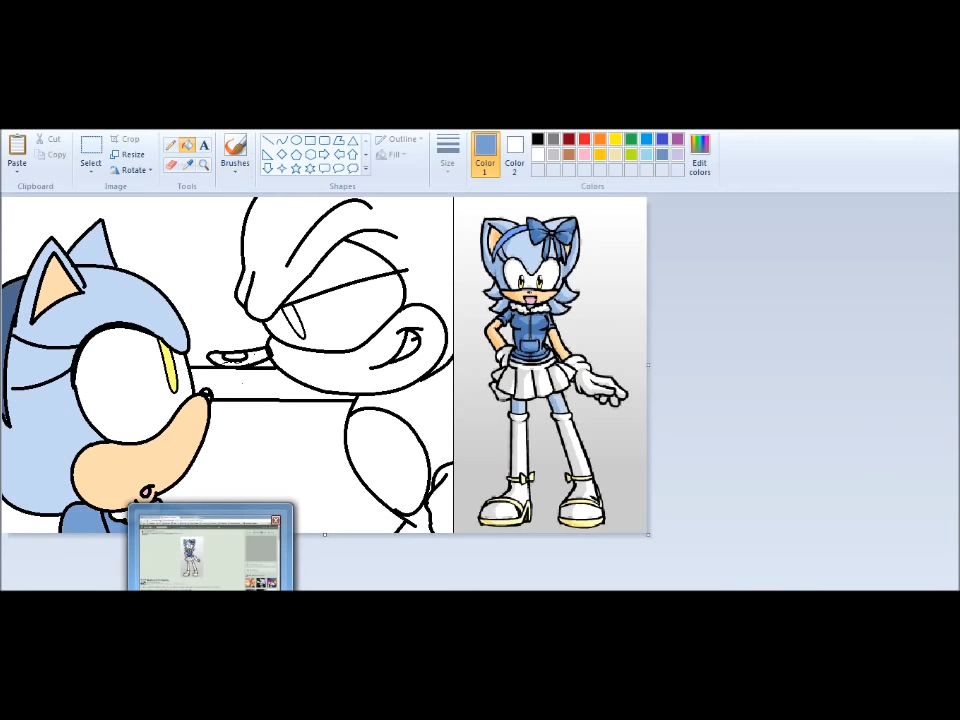 Paste
Cut
Copy
Clipboard
Select
Crop
Resize
Rotate
Image
A
Tools
Brushes
Outline
Fill
Shapes
Size
Color
1
Color
2
Edit
colors
Colors